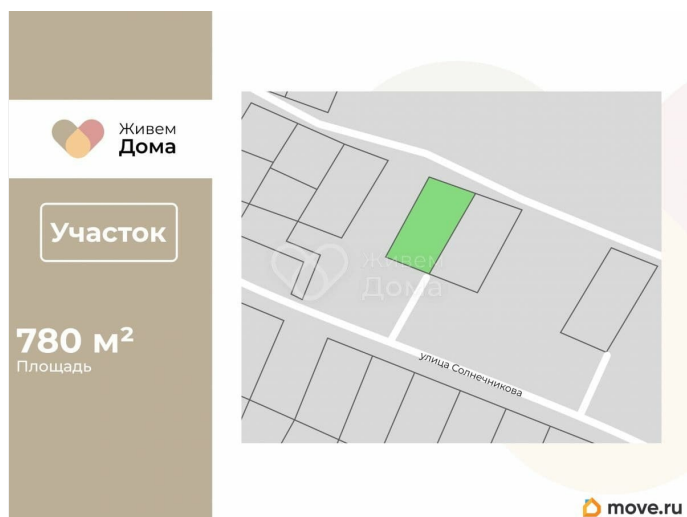 Живем
Дома
Участок
780 м²
Площадь
Живем
Дома
улица Солнечникова
move.ru